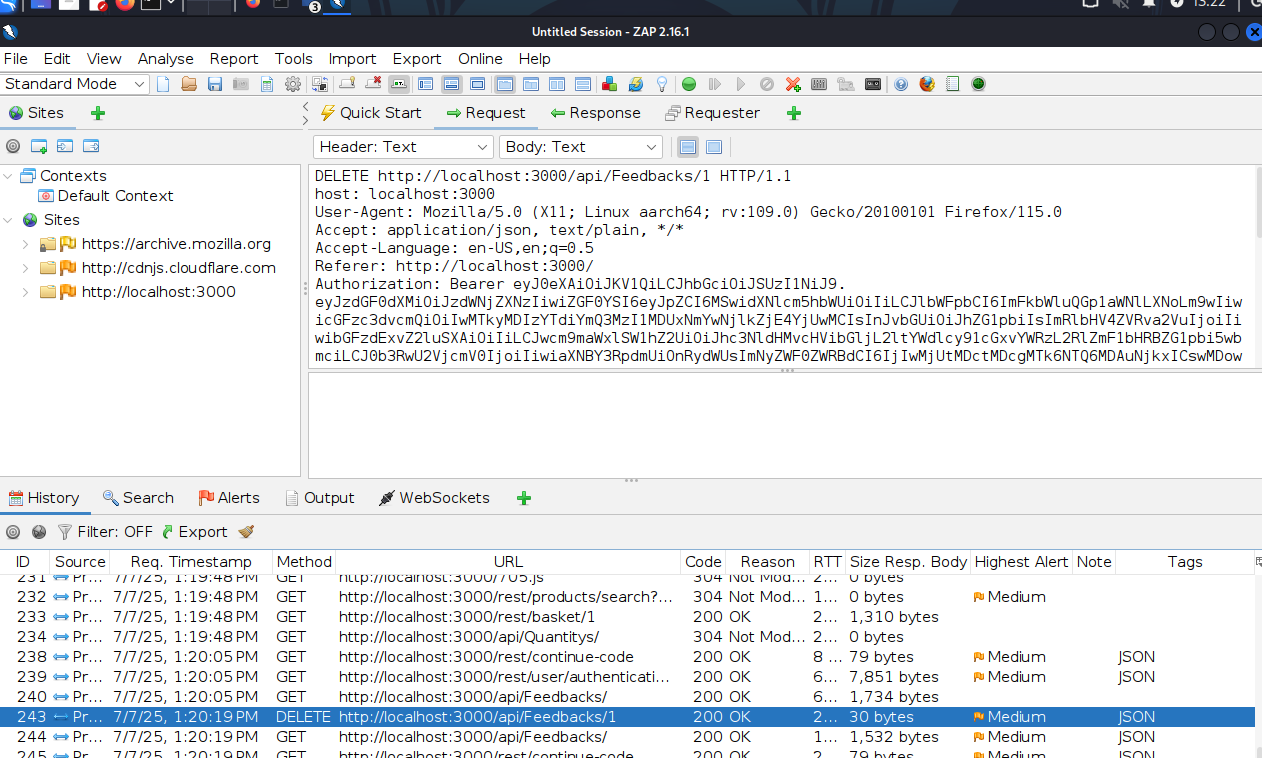 3
13:22
Untitled Session - ZAP 2.16.1
File Edit View Analyse Report Tools Import Export Online Help
Standard Mode
Sites
Quick Start Request Response Requester
Header: Text Body: Text
Contexts
Default Context
Sites
https://archive.mozilla.org
http://cdnjs.cloudflare.com
http://localhost:3000
DELETE http://localhost:3000/api/Feedbacks/1 HTTP/1.1
host: localhost:3000
User-Agent: Mozilla/5.0 (X11; Linux aarch64; rv:109.0) Gecko/20100101 Firefox/115.0
Accept: application/json, text/plain, */*
Accept-Language: en-US,en;q=0.5
Referer: http://localhost:3000/
Authorization: Bearer eyJ0eXAiOiJKV1QiLCJhbGciOiJSUzI1NiJ9.
eyJzdGF0dXMiOiJzdWNjZXNzIiwiZGF0YSI6eyJpZCI6MSwidXNlcm5hbWUiOiIiLCJlbWFpbCI6ImFkbWluQGp1aWNlLXNoLm9wIiw
icGFzc3dvcmQiOiIwMTkyMDIzYTdiYmQ3MzI1MDUxNmYwNjlkZjE4YjUwMCIsInJvbGUiOiJhZG1pbiIsImRlbHV4ZVRva2VuIjoiIi
wibGFzdExvZ2luSXAiOiIiLCJwcm9maWxlSW1hZ2UiOiJhc3NldHMvcHVibGljL2ltYWdlcy91cGxvYWRzL2RlZmF1bHRBZG1pbi5wb
mciLCJ0b3RwU2VjcmV0IjoiIiwiaXNBY3RpdmUiOnRydWUsImNyZWF0ZWRBdCI6IjIwMjUtMDctMDcgMTk6NTQ6MDAuNjkxICswMDow
History Search Alerts Output WebSockets
Filter: OFF Export
ID Source Req. Timestamp Method URL Code Reason RTT Size Resp. Body Highest Alert Note Tags
231 Pr... 7/7/25, 1:19:48 PM GET http://localhost:3000/705.js 304 Not Mod... 2... 0 bytes
232 Pr... 7/7/25, 1:19:48 PM GET http://localhost:3000/rest/products/search?... 304 Not Mod... 1... 0 bytes Medium
233 Pr... 7/7/25, 1:19:48 PM GET http://localhost:3000/rest/basket/1 200 OK 2... 1,310 bytes
234 Pr... 7/7/25, 1:19:48 PM GET http://localhost:3000/api/Quantitys/ 304 Not Mod... 2... 0 bytes
238 Pr... 7/7/25, 1:20:05 PM GET http://localhost:3000/rest/continue-code 200 OK 8 ... 79 bytes Medium JSON
239 Pr... 7/7/25, 1:20:05 PM GET http://localhost:3000/rest/user/authenticati... 200 OK 6... 7,851 bytes Medium JSON
240 Pr... 7/7/25, 1:20:05 PM GET http://localhost:3000/api/Feedbacks/ 200 OK 6... 1,734 bytes
243 Pr... 7/7/25, 1:20:19 PM DELETE http://localhost:3000/api/Feedbacks/1 200 OK 2... 30 bytes Medium JSON
244 Pr... 7/7/25, 1:20:19 PM GET http://localhost:3000/api/Feedbacks/ 200 OK 1... 1,532 bytes Medium JSON
245 Pr... 7/7/25, 1:20:19 PM GET http://localhost:3000/rest/continue-code 200 OK 2... 79 bytes Medium JSON